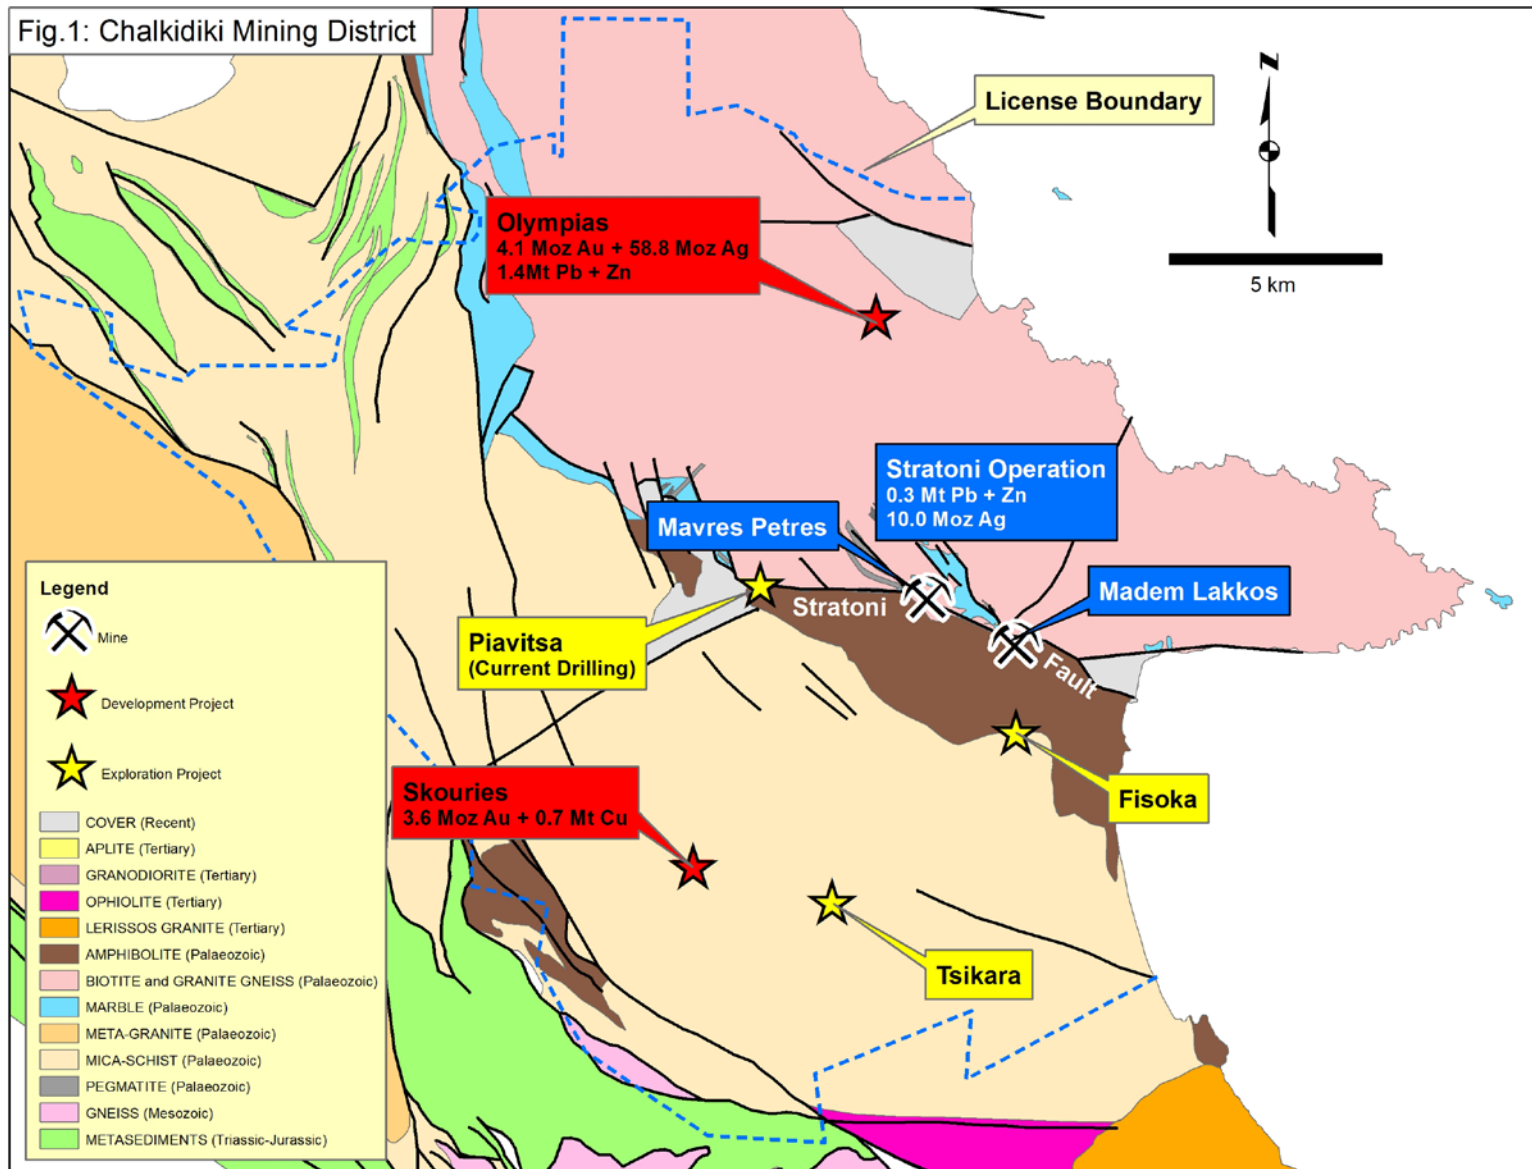 Fig.1: Chalkidiki Mining District
N
License Boundary
5 km
Olympias
4.1 Moz Au + 58.8 Moz Ag
1.4Mt Pb + Zn
Stratoni Operation
0.3 Mt Pb + Zn
10.0 Moz Ag
Mavres Petres
Madem Lakkos
Stratoni
Fault
Piavitsa
(Current Drilling)
Fisoka
Skouries
3.6 Moz Au + 0.7 Mt Cu
Tsikara
Legend
Mine
Development Project
Exploration Project
COVER (Recent)
APLITE (Tertiary)
GRANODIORITE (Tertiary)
OPHIOLITE (Tertiary)
LERISSOS GRANITE (Tertiary)
AMPHIBOLITE (Palaeozoic)
BIOTITE and GRANITE GNEISS (Palaeozoic)
MARBLE (Palaeozoic)
META-GRANITE (Palaeozoic)
MICA-SCHIST (Palaeozoic)
PEGMATITE (Palaeozoic)
GNEISS (Mesozoic)
METASEDIMENTS (Triassic-Jurassic)